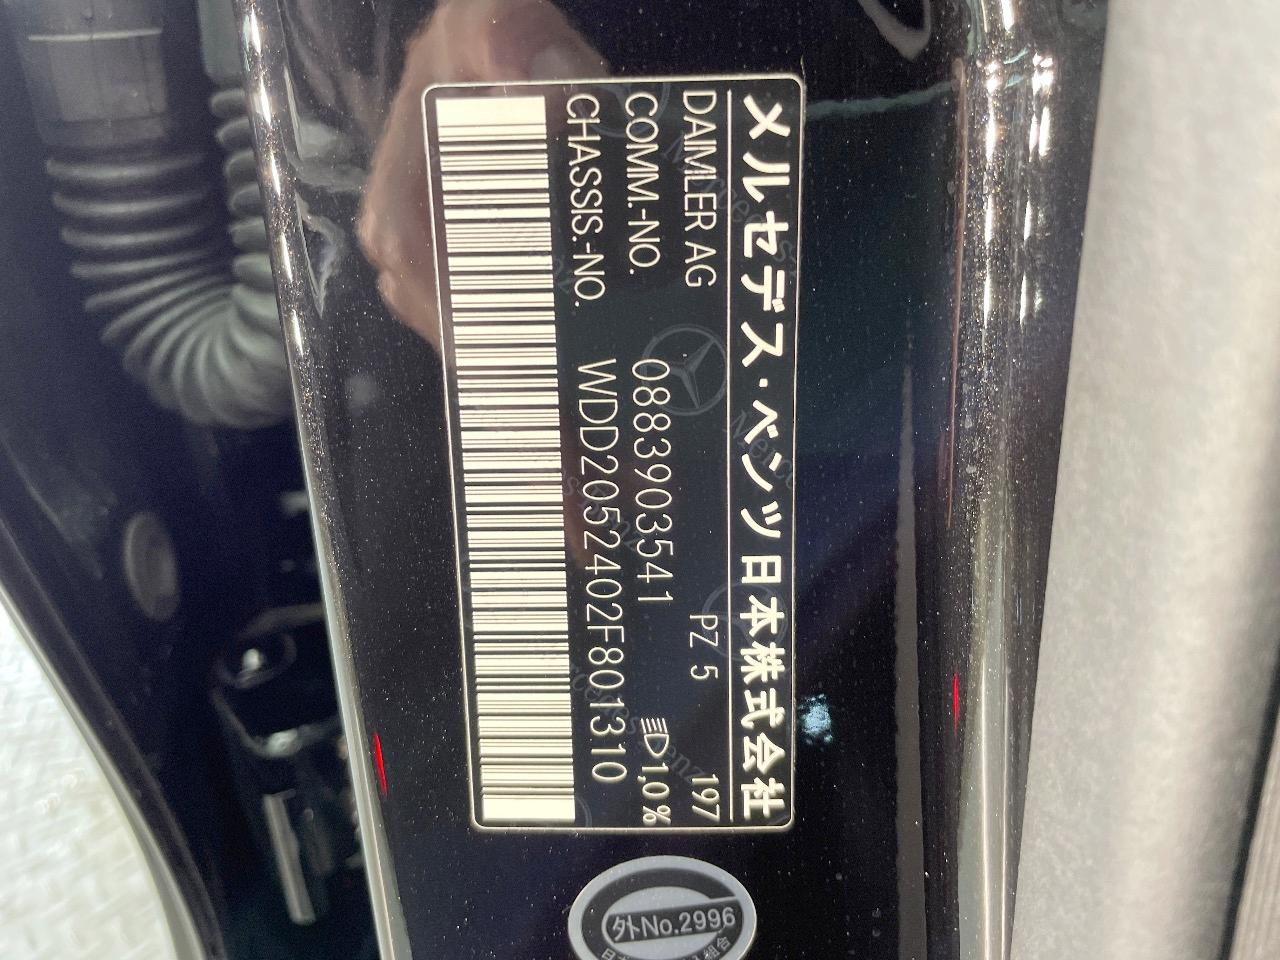 メルセデス・ベンツ日本株式会社
DAIMLER AG PZ 5 197
COMM.-NO. 0883903541 1,0%
CHASSIS.-NO. WDD2052402F801310
外No.2996